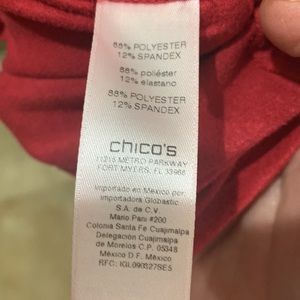 88% POLYESTER
12% SPANDEX
88% poliéster
12% elastano
88% POLYESTER
12% SPANDEX
chico's
11215 METRO PARKWAY
FORT MYERS, FL 33966
Importado en México por:
Importadora Globastic
S.A. de C.V.
Mario Pani #200
Colonia Santa Fe Cuajimalpa
Delegación Cuajimalpa
de Morelos C.P. 05348
México D.F. México
RFC: IGL090327SE5